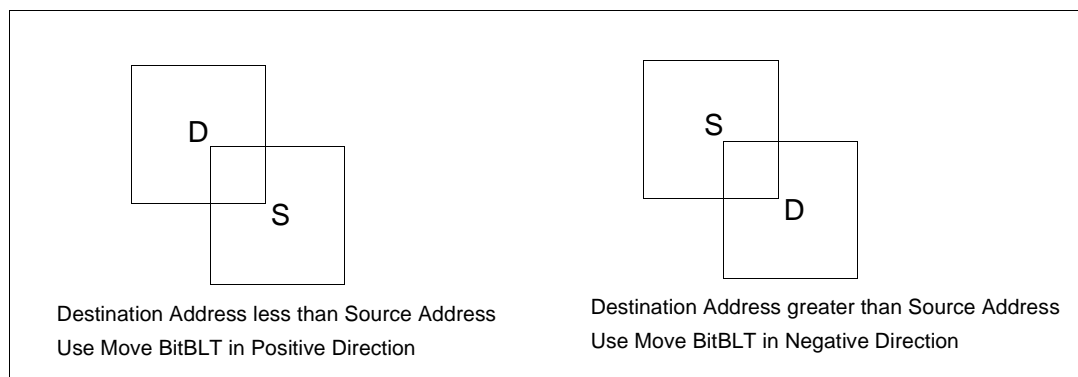 D
S
Destination Address less than Source Address
Use Move BitBLT in Positive Direction
S
D
Destination Address greater than Source Address
Use Move BitBLT in Negative Direction